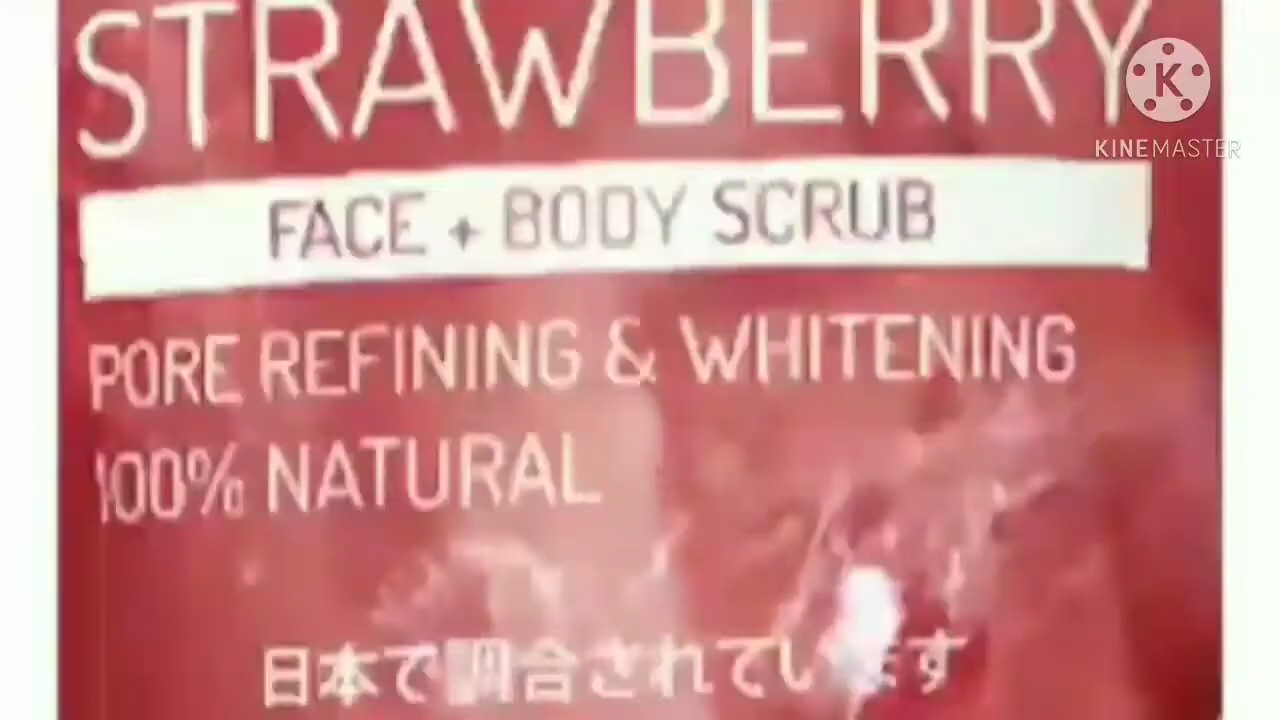 STRAWBERRY
K
KINEMASTER
FACE + BODY SCRUB
PORE REFINING & WHITENING
100% NATURAL
日本で調合されています